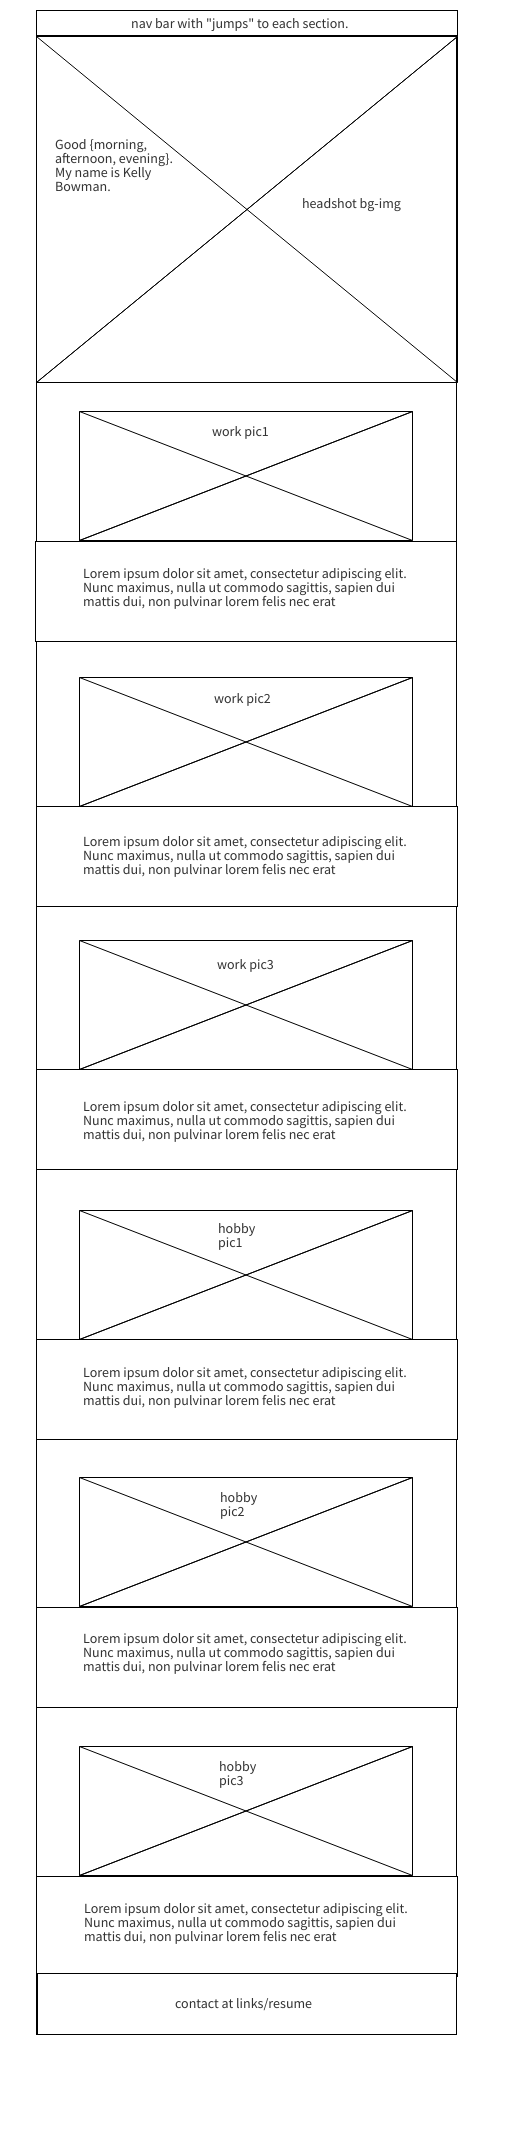 nav bar with "jumps" to each section.
Good {morning,
afternoon, evening}.
My name is Kelly
Bowman.
headshot bg-img
work pic1
Lorem ipsum dolor sit amet, consectetur adipiscing elit.
Nunc maximus, nulla ut commodo sagittis, sapien dui
mattis dui, non pulvinar lorem felis nec erat
work pic2
Lorem ipsum dolor sit amet, consectetur adipiscing elit.
Nunc maximus, nulla ut commodo sagittis, sapien dui
mattis dui, non pulvinar lorem felis nec erat
work pic3
Lorem ipsum dolor sit amet, consectetur adipiscing elit.
Nunc maximus, nulla ut commodo sagittis, sapien dui
mattis dui, non pulvinar lorem felis nec erat
hobby
pic1
Lorem ipsum dolor sit amet, consectetur adipiscing elit.
Nunc maximus, nulla ut commodo sagittis, sapien dui
mattis dui, non pulvinar lorem felis nec erat
hobby
pic2
Lorem ipsum dolor sit amet, consectetur adipiscing elit.
Nunc maximus, nulla ut commodo sagittis, sapien dui
mattis dui, non pulvinar lorem felis nec erat
hobby
pic3
Lorem ipsum dolor sit amet, consectetur adipiscing elit.
Nunc maximus, nulla ut commodo sagittis, sapien dui
mattis dui, non pulvinar lorem felis nec erat
contact at links/resume